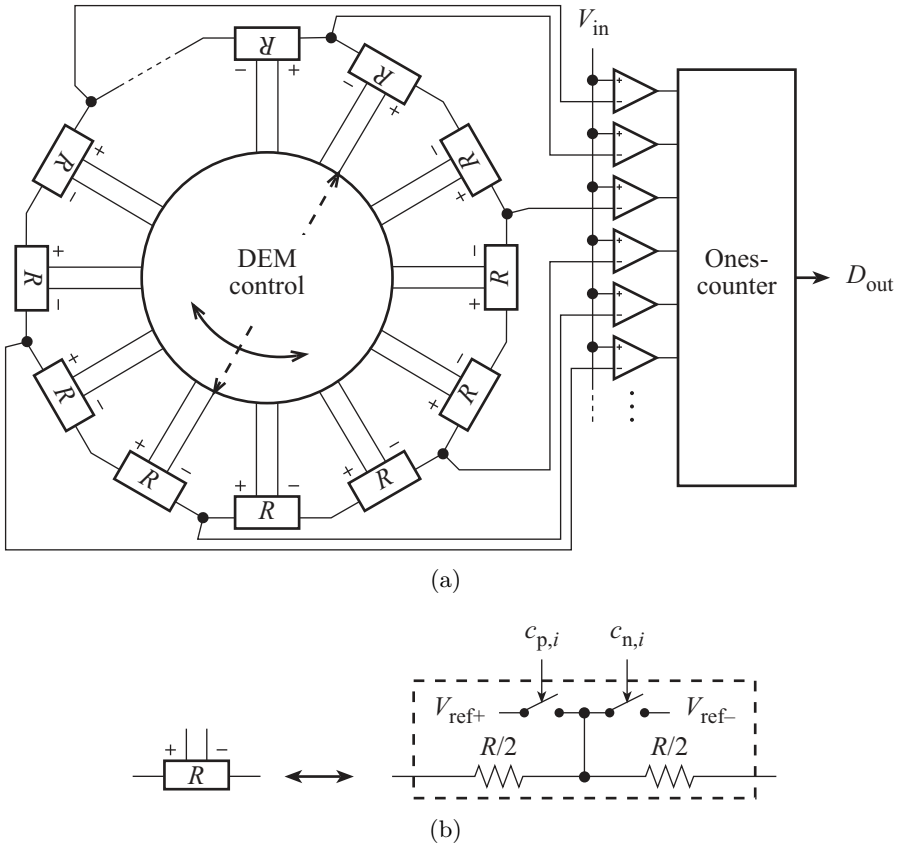 V_in
R
R
R
R
R
R
R
R
R
R
R
R
+ −
+ −
+ −
+ −
+ −
+ −
+ −
+ −
+ −
+ −
+ −
+ −
DEM
control
+
−
+
−
+
−
+
−
+
−
+
−
Ones-
counter
D_out
(a)
c_p,i c_n,i
V_ref+ V_ref−
R/2 R/2
+ −
R
(b)